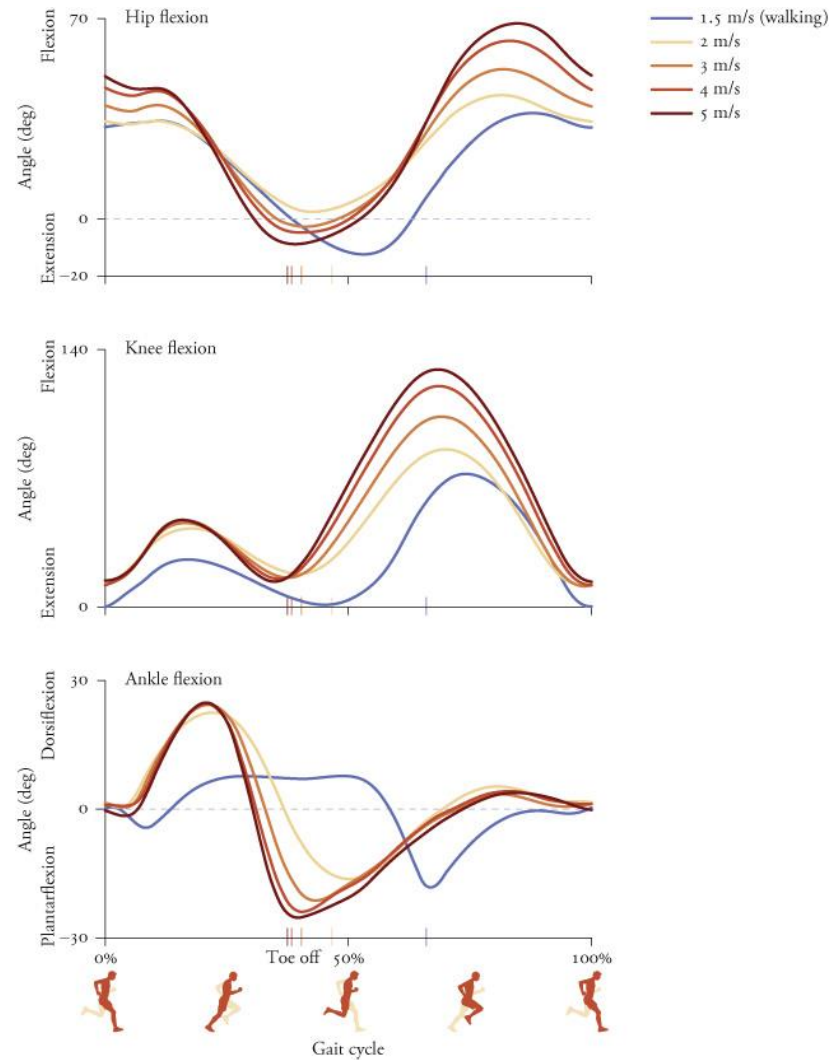 Hip flexion
70
0
−20
Flexion
Angle (deg)
Extension
1.5 m/s (walking)
2 m/s
3 m/s
4 m/s
5 m/s
Knee flexion
140
0
Flexion
Angle (deg)
Extension
Ankle flexion
30
0
−30
Dorsiflexion
Angle (deg)
Plantarflexion
0%
Toe off
50%
100%
Gait cycle